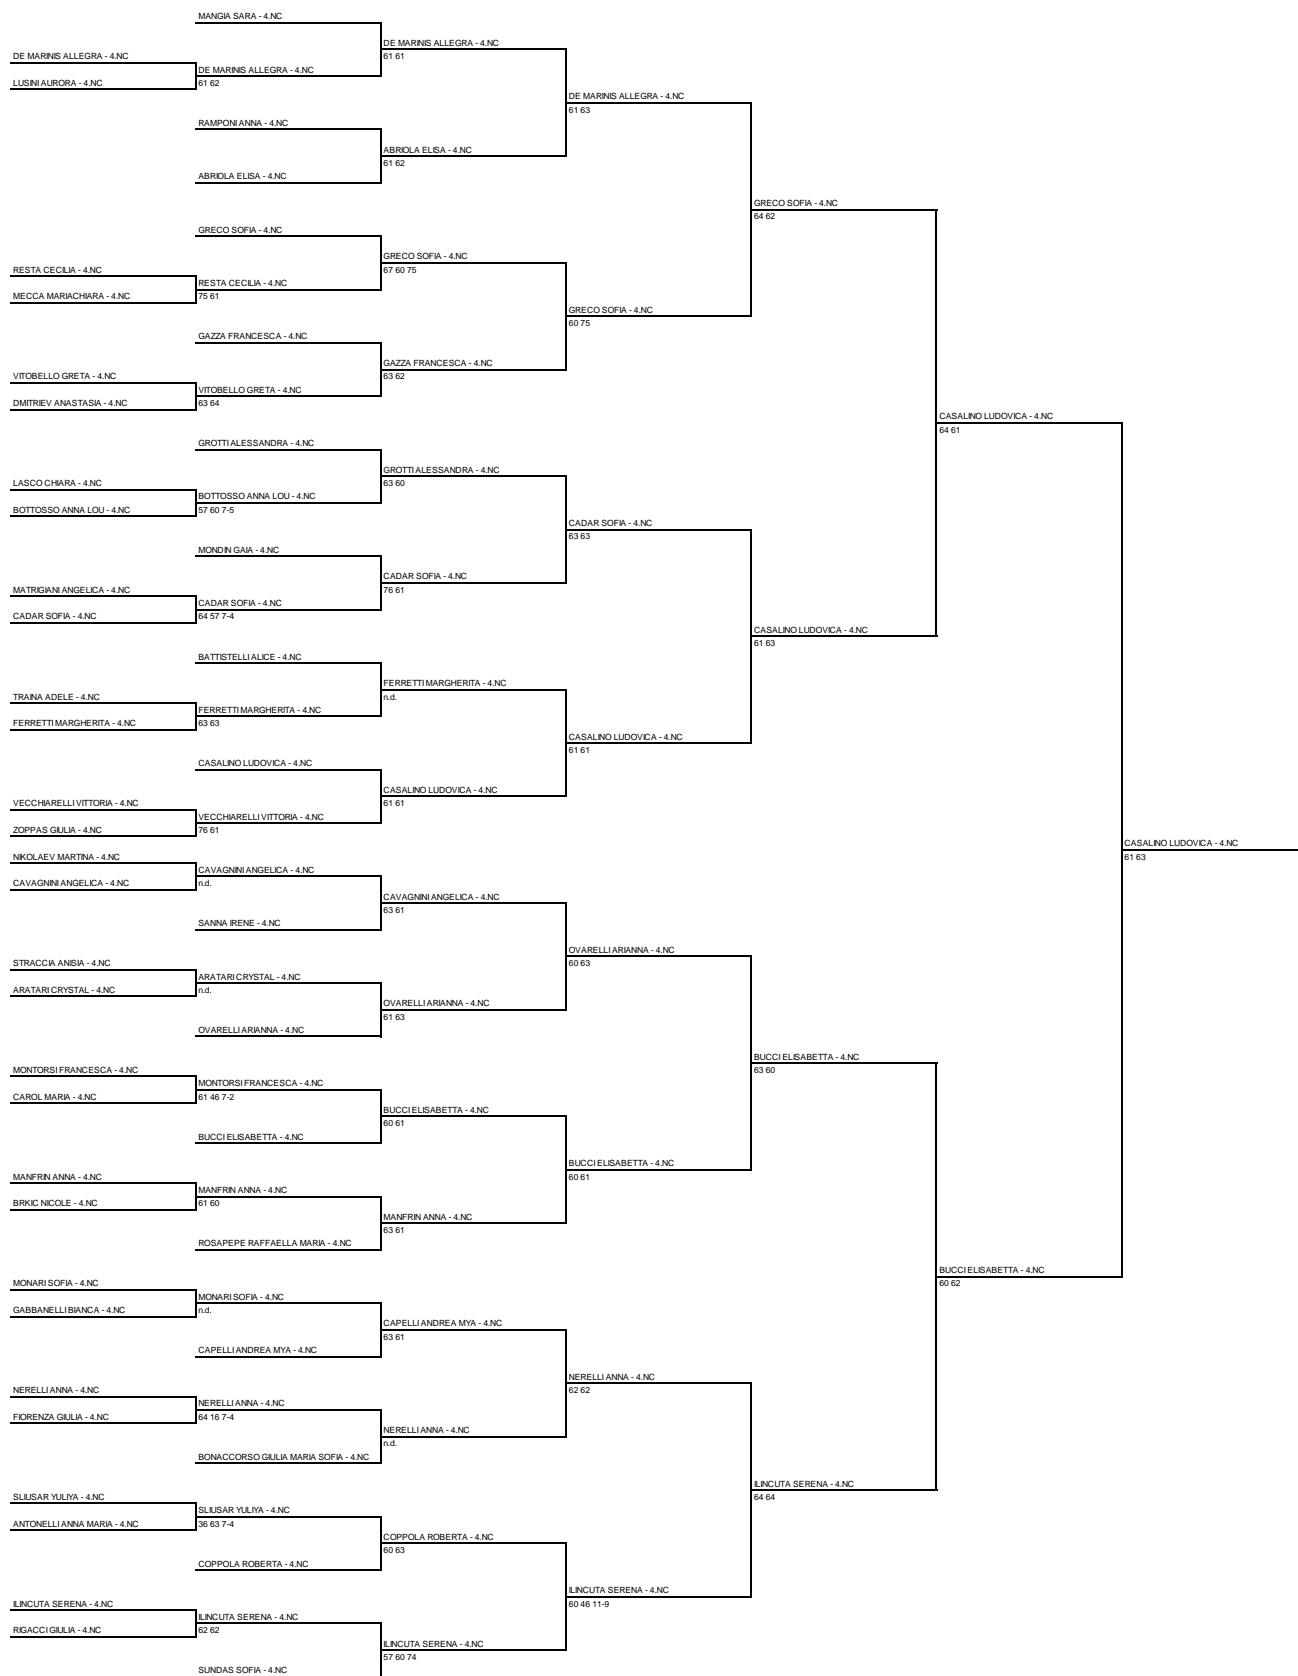 MANGIA SARA - 4.NC
DE MARINIS ALLEGRA - 4.NC
61 61
DE MARINIS ALLEGRA - 4.NC
DE MARINIS ALLEGRA - 4.NC
LUSINI AURORA - 4.NC
61 62
DE MARINIS ALLEGRA - 4.NC
61 63
RAMPONI ANNA - 4.NC
ABRIOLA ELISA - 4.NC
61 62
ABRIOLA ELISA - 4.NC
GRECO SOFIA - 4.NC
64 62
GRECO SOFIA - 4.NC
GRECO SOFIA - 4.NC
67 60 75
RESTA CECILIA - 4.NC
RESTA CECILIA - 4.NC
MECCA MARIACHIARA - 4.NC
75 61
GRECO SOFIA - 4.NC
60 75
GAZZA FRANCESCA - 4.NC
GAZZA FRANCESCA - 4.NC
63 62
VITOBELLO GRETA - 4.NC
VITOBELLO GRETA - 4.NC
DMITRIEV ANASTASIA - 4.NC
63 64
CASALINO LUDOVICA - 4.NC
64 61
GROTTI ALESSANDRA - 4.NC
GROTTI ALESSANDRA - 4.NC
63 60
LASCO CHIARA - 4.NC
BOTTOSSO ANNA LOU - 4.NC
BOTTOSSO ANNA LOU - 4.NC
57 60 7-5
CADAR SOFIA - 4.NC
63 63
MONDIN GAIA - 4.NC
CADAR SOFIA - 4.NC
76 61
MATRIGIANI ANGELICA - 4.NC
CADAR SOFIA - 4.NC
CADAR SOFIA - 4.NC
64 57 7-4
CASALINO LUDOVICA - 4.NC
61 63
BATTISTELLI ALICE - 4.NC
FERRETTI MARGHERITA - 4.NC
n.d.
TRAINA ADELE - 4.NC
FERRETTI MARGHERITA - 4.NC
FERRETTI MARGHERITA - 4.NC
63 63
CASALINO LUDOVICA - 4.NC
61 61
CASALINO LUDOVICA - 4.NC
CASALINO LUDOVICA - 4.NC
61 61
VECCHIARELLI VITTORIA - 4.NC
VECCHIARELLI VITTORIA - 4.NC
ZOPPAS GIULIA - 4.NC
76 61
CASALINO LUDOVICA - 4.NC
61 63
NIKOLAEV MARTINA - 4.NC
CAVAGNINI ANGELICA - 4.NC
CAVAGNINI ANGELICA - 4.NC
n.d.
CAVAGNINI ANGELICA - 4.NC
63 61
SANNA IRENE - 4.NC
OVARELLI ARIANNA - 4.NC
60 63
STRACCIA ANISIA - 4.NC
ARATARI CRYSTAL - 4.NC
ARATARI CRYSTAL - 4.NC
n.d.
OVARELLI ARIANNA - 4.NC
61 63
OVARELLI ARIANNA - 4.NC
BUCCI ELISABETTA - 4.NC
63 60
MONTORSI FRANCESCA - 4.NC
MONTORSI FRANCESCA - 4.NC
CAROL MARIA - 4.NC
61 46 7-2
BUCCI ELISABETTA - 4.NC
60 61
BUCCI ELISABETTA - 4.NC
BUCCI ELISABETTA - 4.NC
60 61
MANFRIN ANNA - 4.NC
MANFRIN ANNA - 4.NC
BRKIC NICOLE - 4.NC
61 60
MANFRIN ANNA - 4.NC
63 61
ROSAPEPE RAFFAELLA MARIA - 4.NC
BUCCI ELISABETTA - 4.NC
60 62
MONARI SOFIA - 4.NC
MONARI SOFIA - 4.NC
GABBANELLI BIANCA - 4.NC
n.d.
CAPELLI ANDREA MYA - 4.NC
63 61
CAPELLI ANDREA MYA - 4.NC
NERELLI ANNA - 4.NC
62 62
NERELLI ANNA - 4.NC
NERELLI ANNA - 4.NC
FIORENZA GIULIA - 4.NC
64 16 7-4
NERELLI ANNA - 4.NC
n.d.
BONACCORSO GIULIA MARIA SOFIA - 4.NC
ILINCUTA SERENA - 4.NC
64 64
SLIUSAR YULIYA - 4.NC
SLIUSAR YULIYA - 4.NC
ANTONELLI ANNA MARIA - 4.NC
36 63 7-4
COPPOLA ROBERTA - 4.NC
60 63
COPPOLA ROBERTA - 4.NC
ILINCUTA SERENA - 4.NC
60 46 11-9
ILINCUTA SERENA - 4.NC
ILINCUTA SERENA - 4.NC
RIGACCI GIULIA - 4.NC
62 62
ILINCUTA SERENA - 4.NC
57 60 74
SUNDAS SOFIA - 4.NC